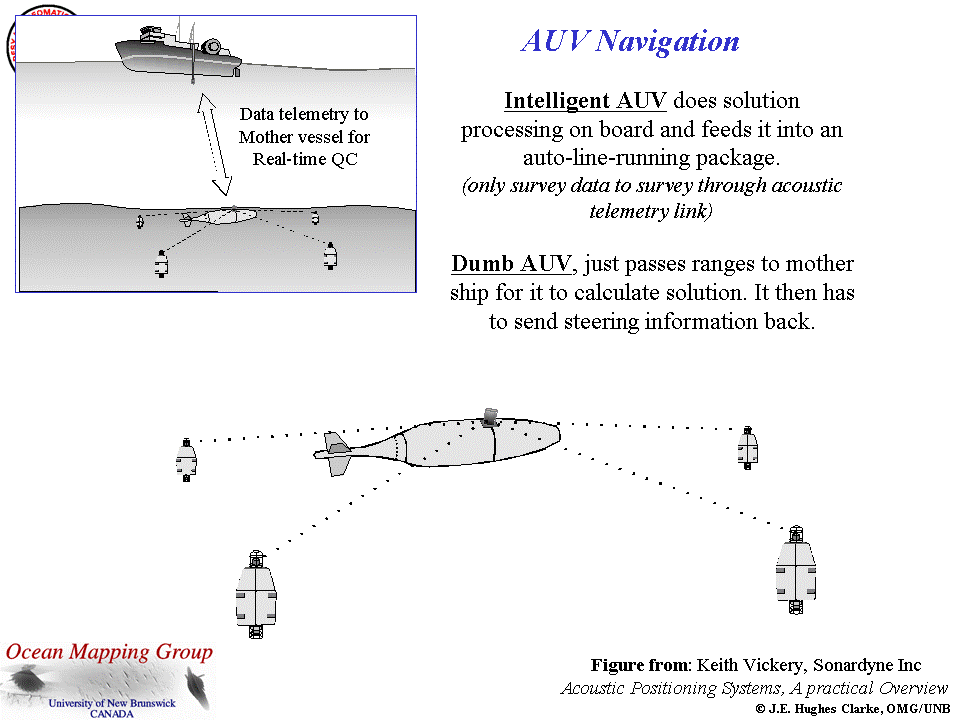 AUV Navigation
Data telemetry to
Mother vessel for
Real-time QC
Intelligent AUV does solution
processing on board and feeds it into an
auto-line-running package.
(only survey data to survey through acoustic
telemetry link)
Dumb AUV, just passes ranges to mother
ship for it to calculate solution. It then has
to send steering information back.
Ocean Mapping Group
University of New Brunswick
CANADA
Figure from: Keith Vickery, Sonardyne Inc
Acoustic Positioning Systems, A practical Overview
© J.E. Hughes Clarke, OMG/UNB